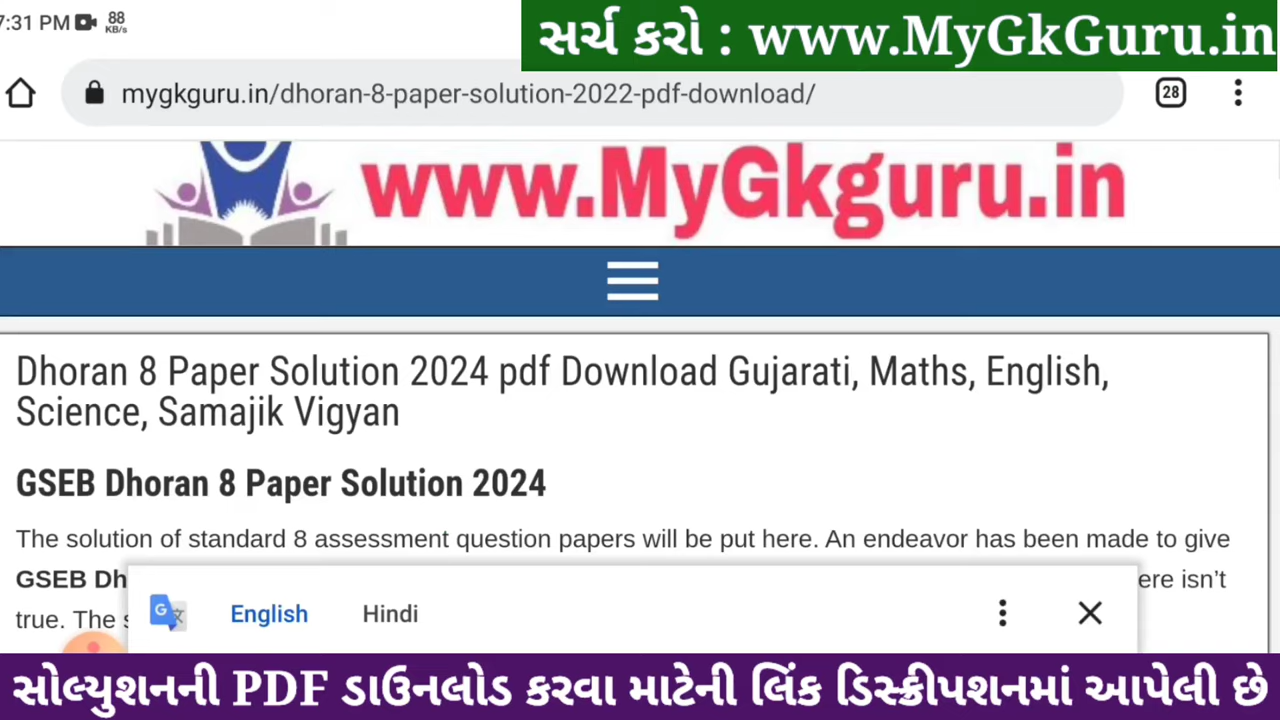 7:31 PM 88 KB/s
સર્ચ કરો : www.MyGkGuru.in
mygkguru.in/dhoran-8-paper-solution-2022-pdf-download/ 28
www.MyGkguru.in
Dhoran 8 Paper Solution 2024 pdf Download Gujarati, Maths, English,
Science, Samajik Vigyan
GSEB Dhoran 8 Paper Solution 2024
The solution of standard 8 assessment question papers will be put here. An endeavor has been made to give
GSEB Dh ere isn't
true. The s
English Hindi
સોલ્યુશનની PDF ડાઉનલોડ કરવા માટેની લિંક ડિસ્ક્રીપશનમાં આપેલી છે